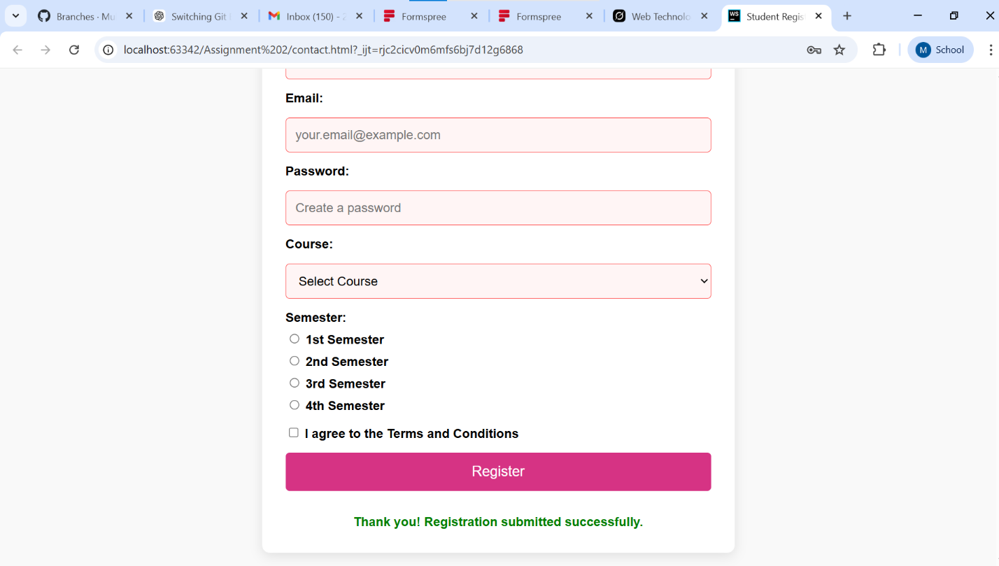 Branches · Mu
Switching Git
Inbox (150) - 2
Formspree
Formspree
Web Technolo
WS
Student Regis
localhost:63342/Assignment%202/contact.html?_ijt=rjc2cicv0m6mfs6bj7d12g6868
M School
Email:
your.email@example.com
Password:
Create a password
Course:
Select Course
Semester:
1st Semester
2nd Semester
3rd Semester
4th Semester
I agree to the Terms and Conditions
Register
Thank you! Registration submitted successfully.